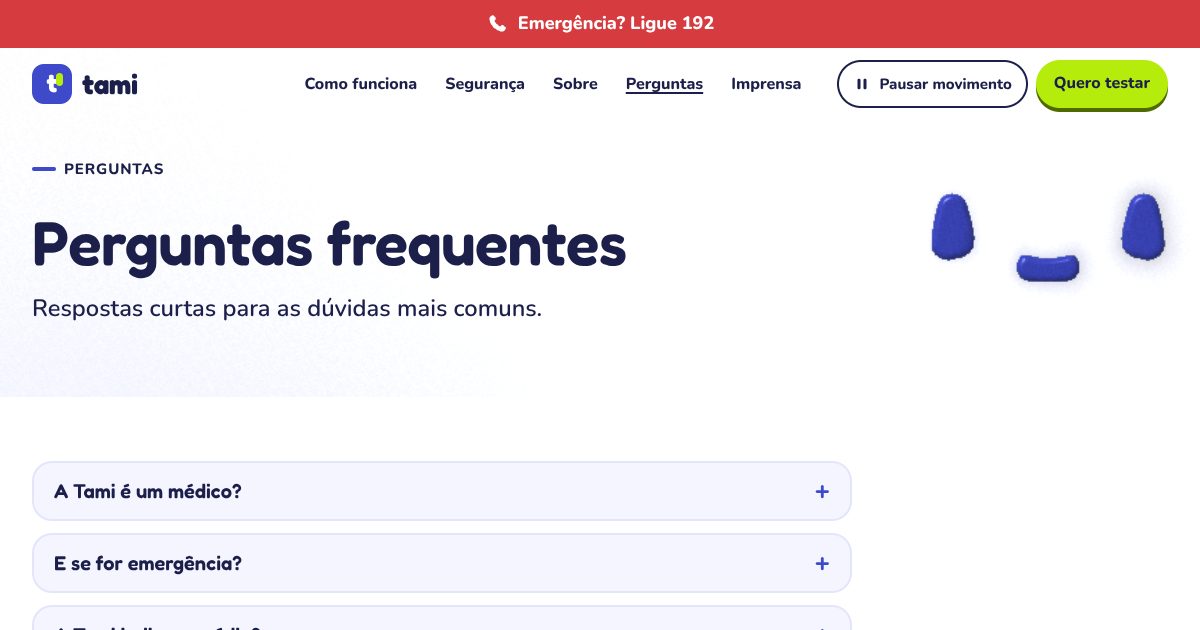 Emergência? Ligue 192
tami
Como funciona
Segurança
Sobre
Perguntas
Imprensa
Pausar movimento
Quero testar
PERGUNTAS
Perguntas frequentes
Respostas curtas para as dúvidas mais comuns.
A Tami é um médico?
E se for emergência?